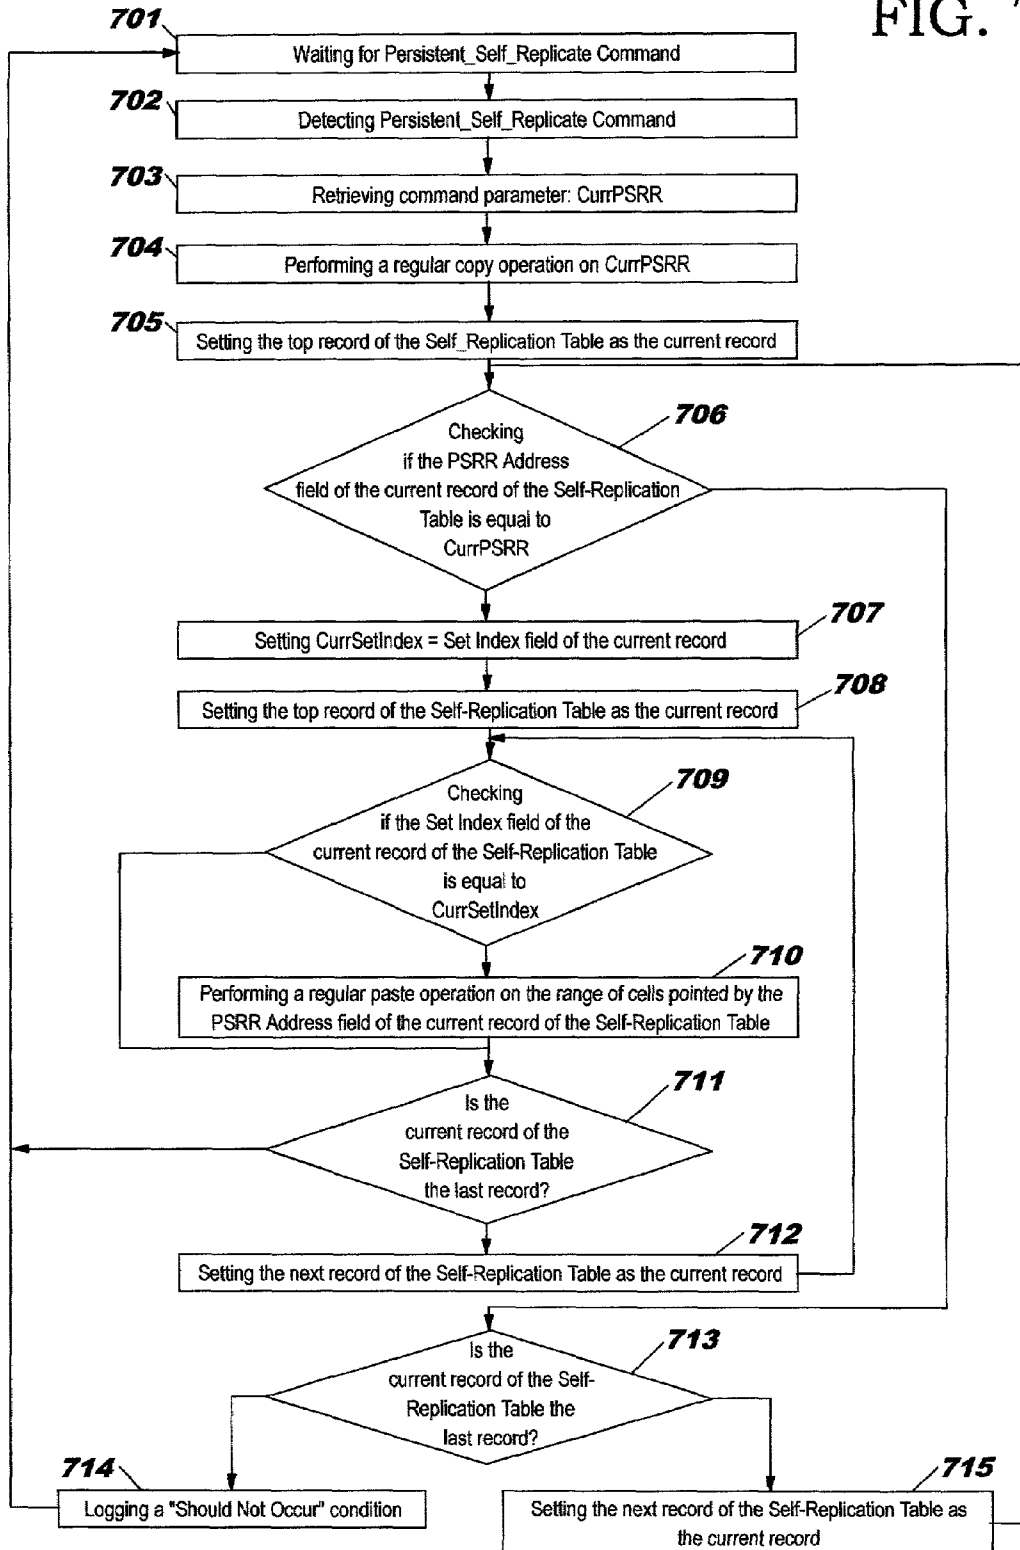 FIG.
701
Waiting for Persistent_Self_Replicate Command
702
Detecting Persistent_Self_Replicate Command
703
Retrieving command parameter: CurrPSRR
704
Performing a regular copy operation on CurrPSRR
705
Setting the top record of the Self_Replication Table as the current record
706
Checking
if the PSRR Address
field of the current record of the Self-Replication
Table is equal to
CurrPSRR
707
Setting CurrSetIndex = Set Index field of the current record
708
Setting the top record of the Self-Replication Table as the current record
709
Checking
if the Set Index field of the
current record of the Self-Replication Table
is equal to
CurrSetIndex
710
Performing a regular paste operation on the range of cells pointed by the
PSRR Address field of the current record of the Self-Replication Table
711
Is the
current record of the
Self-Replication Table
the last record?
712
Setting the next record of the Self-Replication Table as the current record
713
Is the
current record of the Self-
Replication Table the
last record?
714
Logging a "Should Not Occur" condition
715
Setting the next record of the Self-Replication Table as
the current record